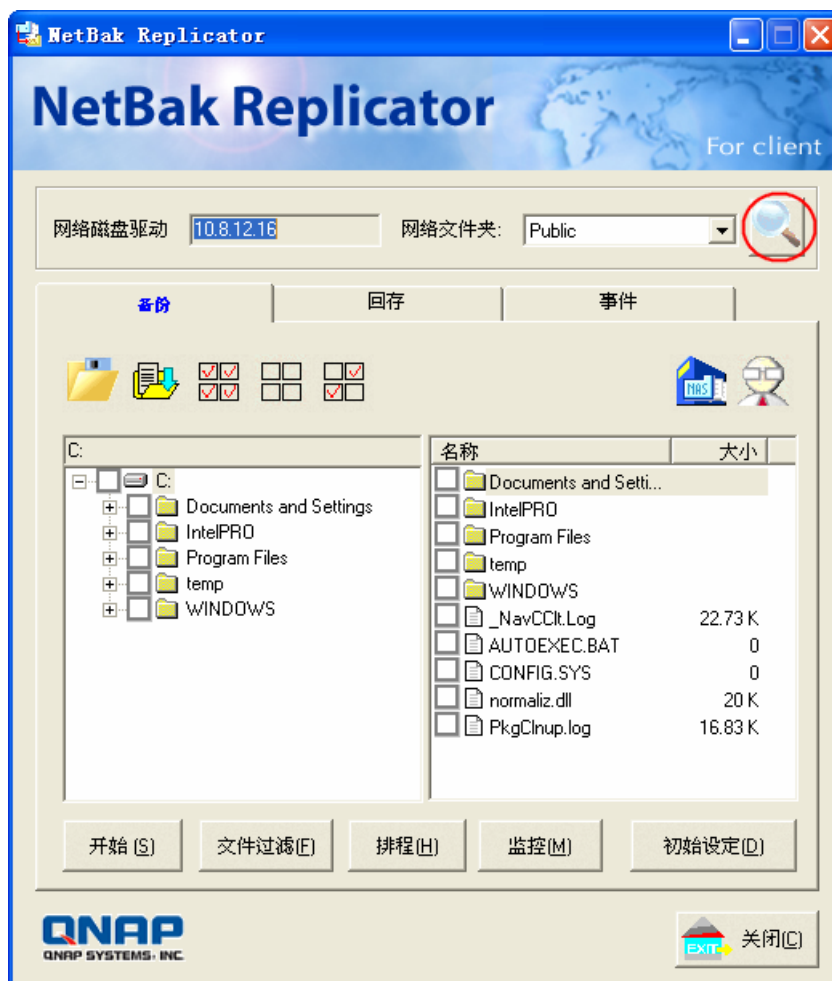 NetBak Replicator
NetBak Replicator
For client
网络磁盘驱动 10.8.12.16 网络文件夹: Public
备份 回存 事件
NAS
C: 名称 大小
C:
Documents and Settings
IntelPRO
Program Files
temp
WINDOWS
Documents and Setti...
IntelPRO
Program Files
temp
WINDOWS
_NavCClt.Log 22.73 K
AUTOEXEC.BAT 0
CONFIG.SYS 0
normaliz.dll 20 K
PkgClnup.log 16.83 K
开始 (S) 文件过滤(F) 排程(H) 监控(M) 初始设定(D)
QNAP
QNAP SYSTEMS, INC.
EXIT 关闭(C)